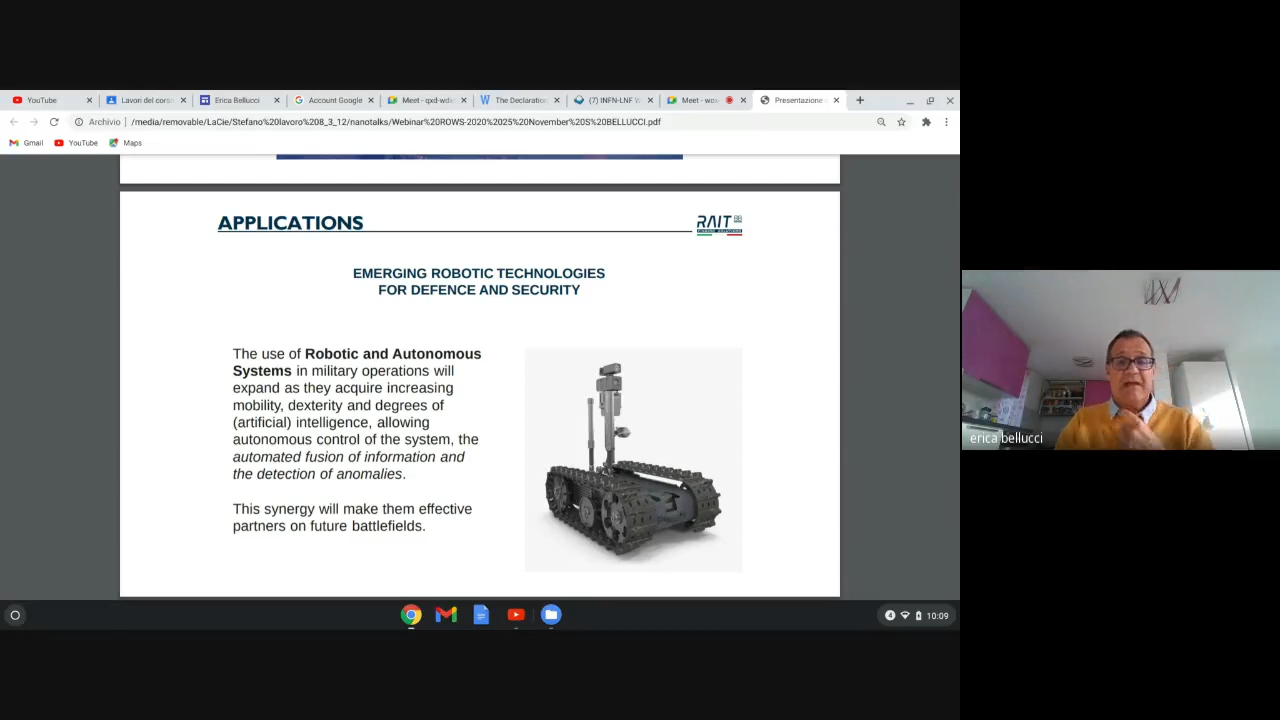 YouTube
Lavori del corso
Erica Bellucci
Account Google
Meet - qxd-wdi
The Declaration
(7) INFN-LNF W
Meet - wox
Presentazione
Archivio
/media/removable/LaCie/Stefano%20lavoro%208_3_12/nanotalks/Webinar%20ROWS-2020%2025%20November%20S%20BELLUCCI.pdf
Gmail
YouTube
Maps
APPLICATIONS
RAIT
88
EMERGING ROBOTIC TECHNOLOGIES
FOR DEFENCE AND SECURITY
The use of Robotic and Autonomous
Systems in military operations will
expand as they acquire increasing
mobility, dexterity and degrees of
(artificial) intelligence, allowing
autonomous control of the system, the
automated fusion of information and
the detection of anomalies.
This synergy will make them effective
partners on future battlefields.
erica bellucci
4
10:09